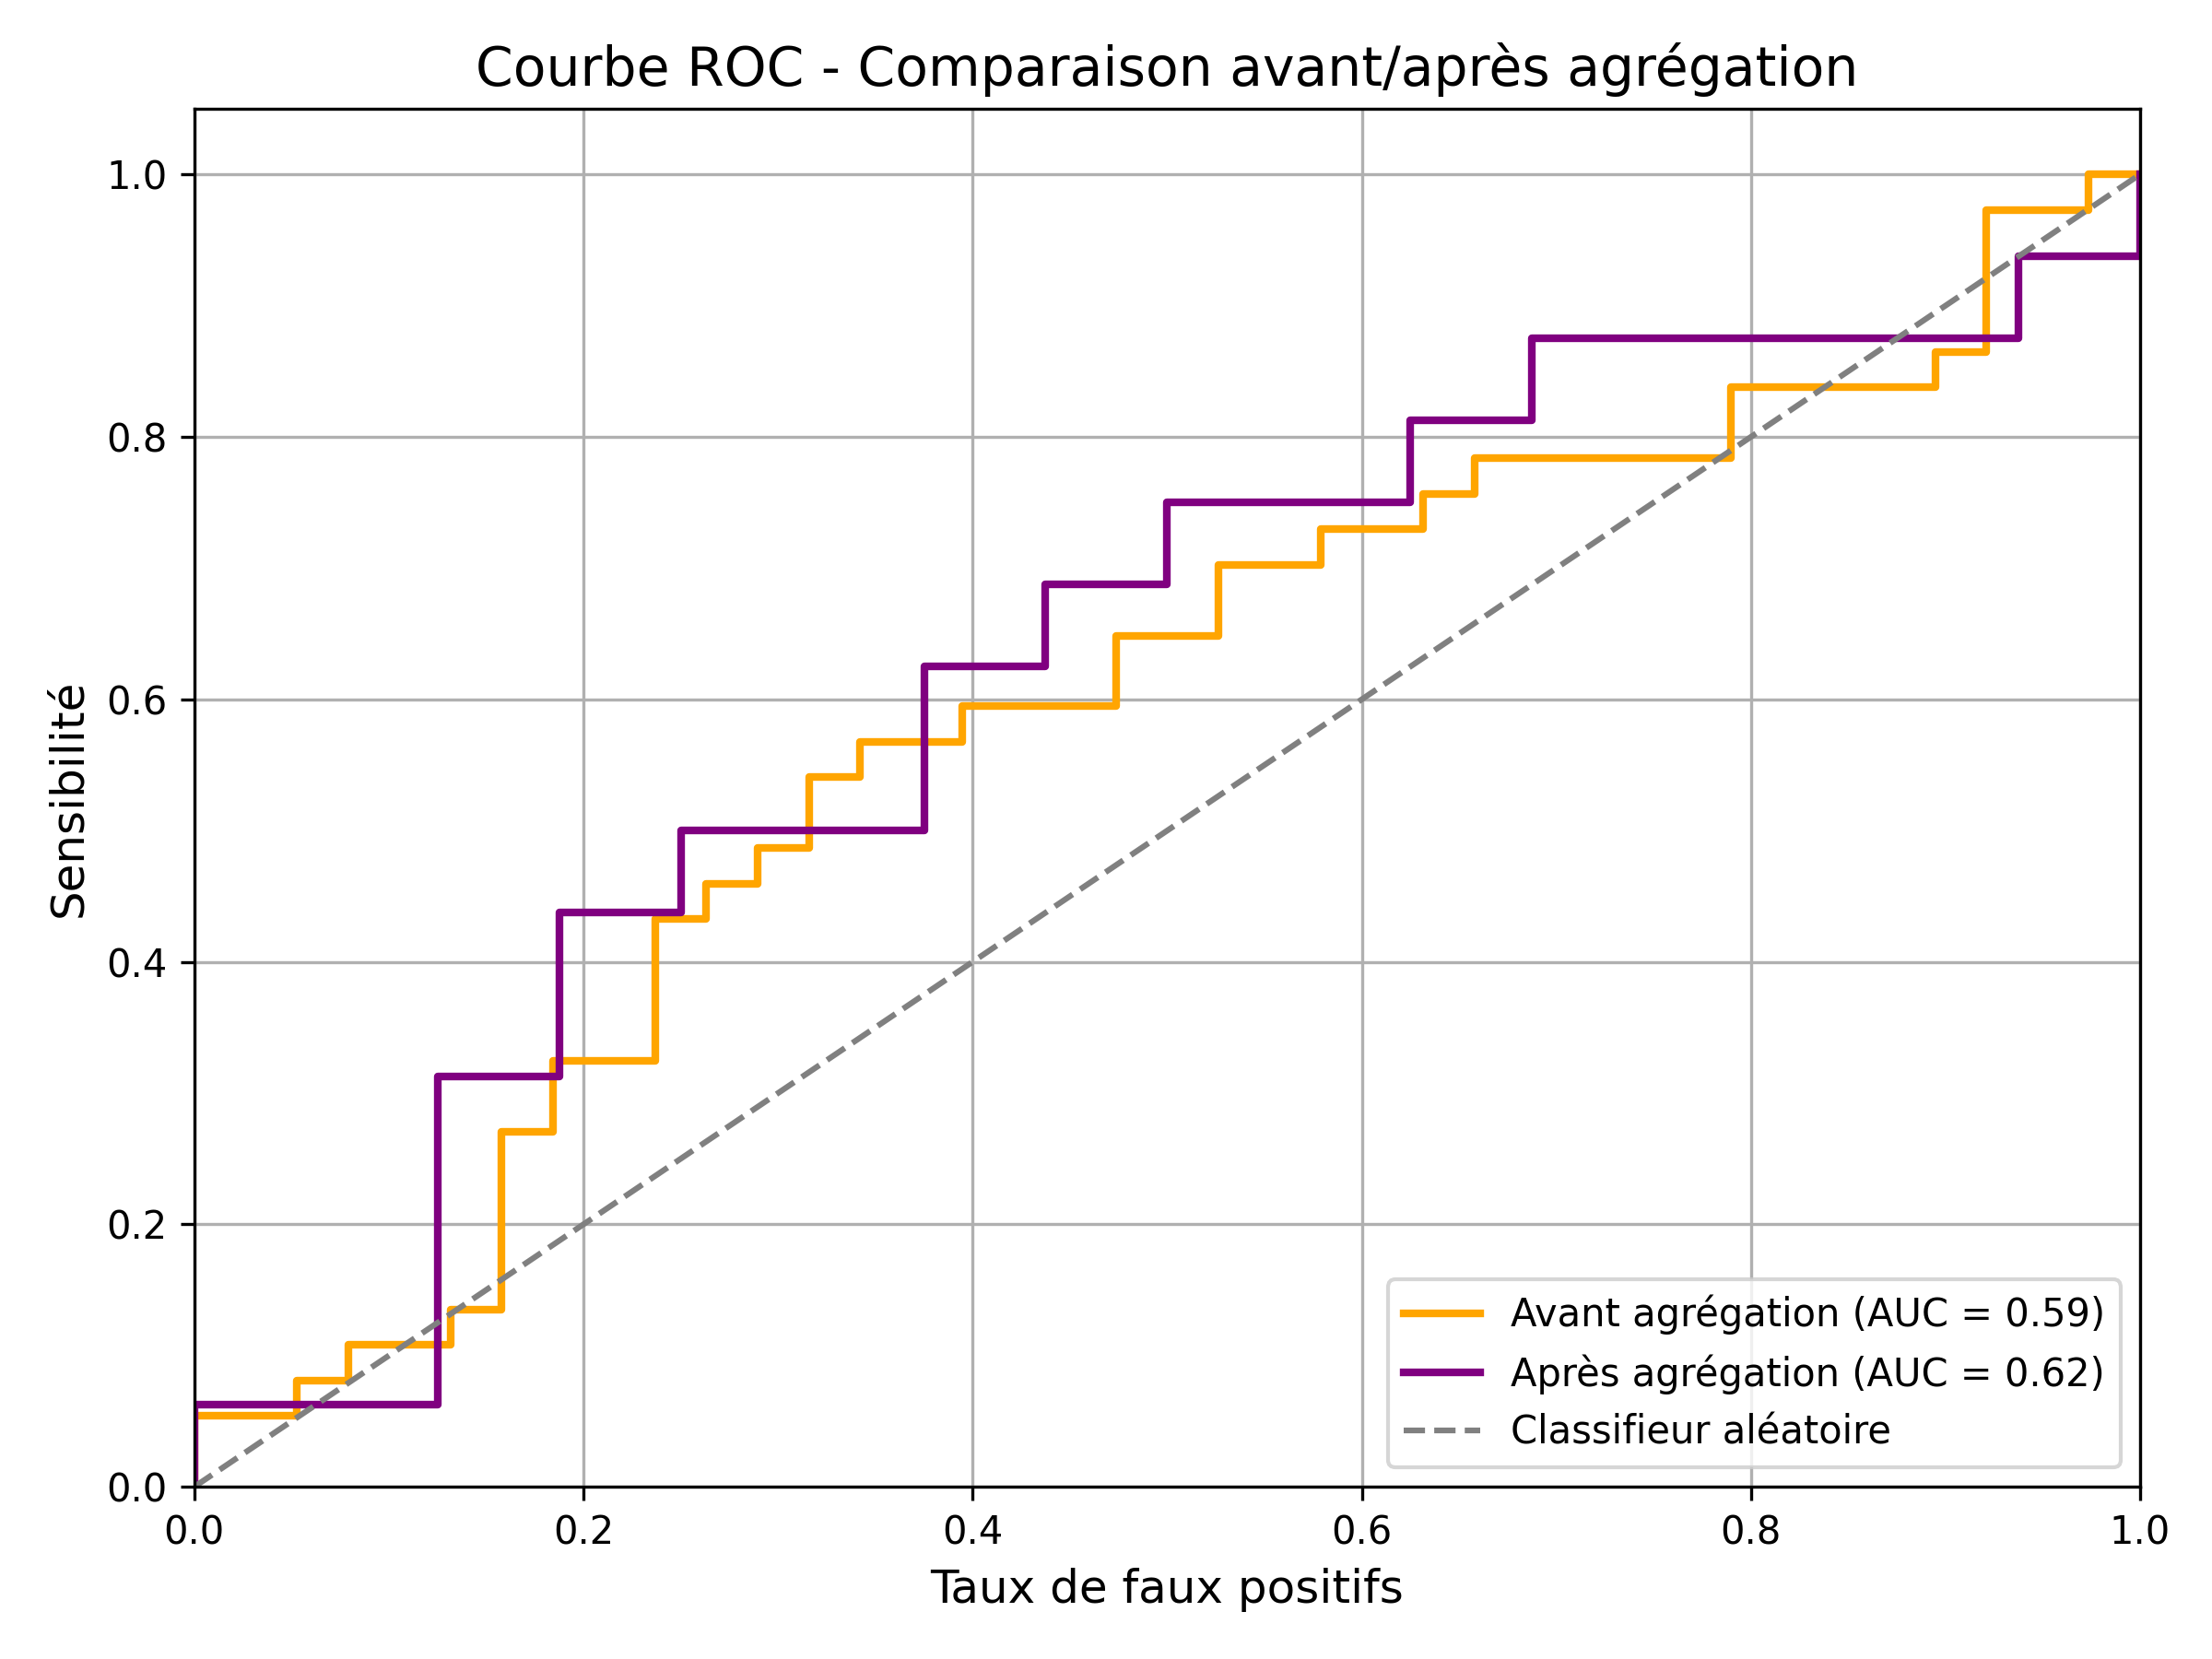 Courbe ROC - Comparaison avant/après agrégation
1.0
0.8
0.6
0.4
0.2
0.0
Sensibilité
0.0 0.2 0.4 0.6 0.8 1.0
Taux de faux positifs
Avant agrégation (AUC = 0.59)
Après agrégation (AUC = 0.62)
Classifieur aléatoire